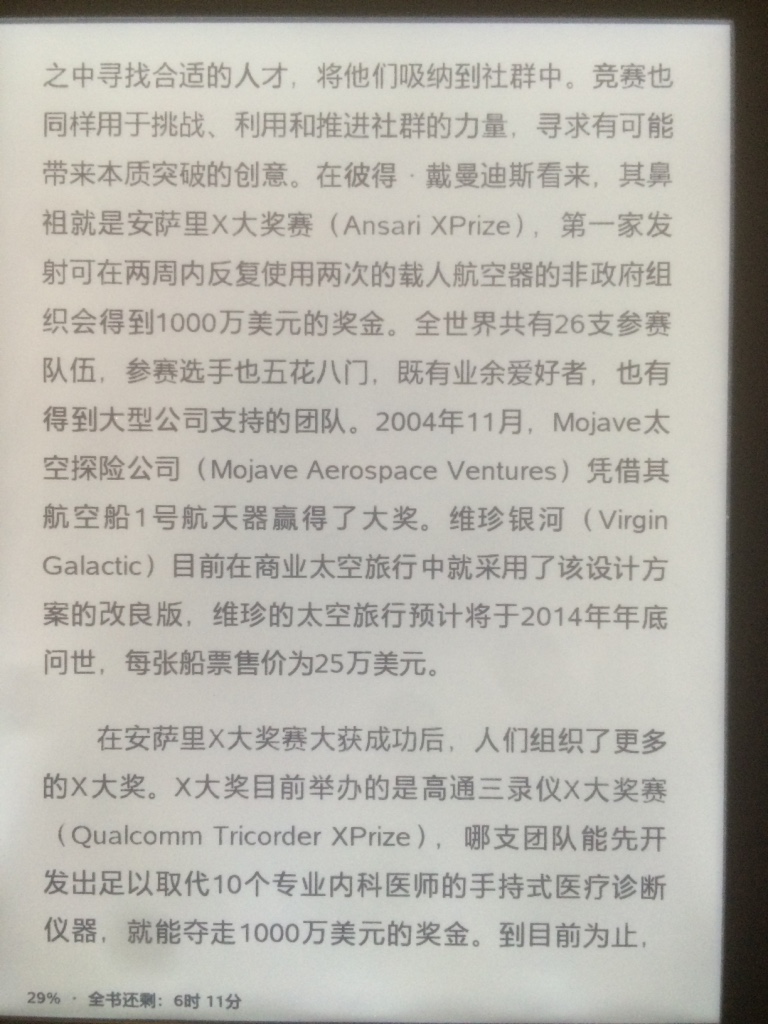 之中寻找合适的人才，将他们吸纳到社群中。竞赛也
同样用于挑战、利用和推进社群的力量，寻求有可能
带来本质突破的创意。在彼得·戴曼迪斯看来，其鼻
祖就是安萨里X大奖赛（Ansari XPrize），第一家发
射可在两周内反复使用两次的载人航空器的非政府组
织会得到1000万美元的奖金。全世界共有26支参赛
队伍，参赛选手也五花八门，既有业余爱好者，也有
得到大型公司支持的团队。2004年11月，Mojave太
空探险公司（Mojave Aerospace Ventures）凭借其
航空船1号航天器赢得了大奖。维珍银河（Virgin
Galactic）目前在商业太空旅行中就采用了该设计方
案的改良版，维珍的太空旅行预计将于2014年年底
问世，每张船票售价为25万美元。
在安萨里X大奖赛大获成功后，人们组织了更多
的X大奖。X大奖目前举办的是高通三录仪X大奖赛
（Qualcomm Tricorder XPrize），哪支团队能先开
发出足以取代10个专业内科医师的手持式医疗诊断
仪器，就能夺走1000万美元的奖金。到目前为止，
29% · 全书还剩：6时 11分